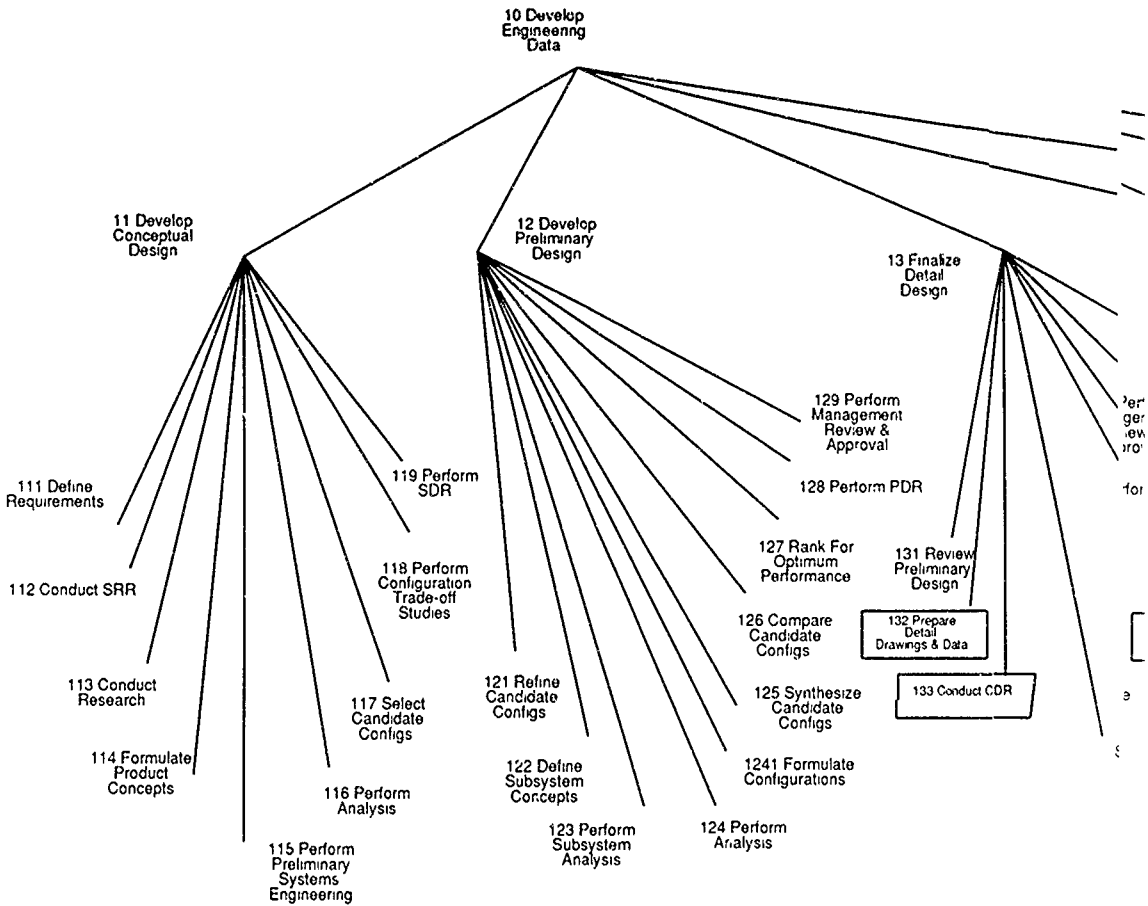 10 Develop
Engineering
Data
11 Develop
Conceptual
Design
12 Develop
Preliminary
Design
13 Finalize
Detail
Design
111 Define
Requirements
112 Conduct SRR
113 Conduct
Research
114 Formulate
Product
Concepts
115 Perform
Preliminary
Systems
Engineering
116 Perform
Analysis
117 Select
Candidate
Configs
118 Perform
Configuration
Trade-off
Studies
119 Perform
SDR
121 Refine
Candidate
Configs
122 Define
Subsystem
Concepts
123 Perform
Subsystem
Analysis
124 Perform
Analysis
1241 Formulate
Configurations
125 Synthesize
Candidate
Configs
126 Compare
Candidate
Configs
127 Rank For
Optimum
Performance
128 Perform PDR
129 Perform
Management
Review &
Approval
131 Review
Preliminary
Design
132 Prepare
Detail
Drawings & Data
133 Conduct CDR